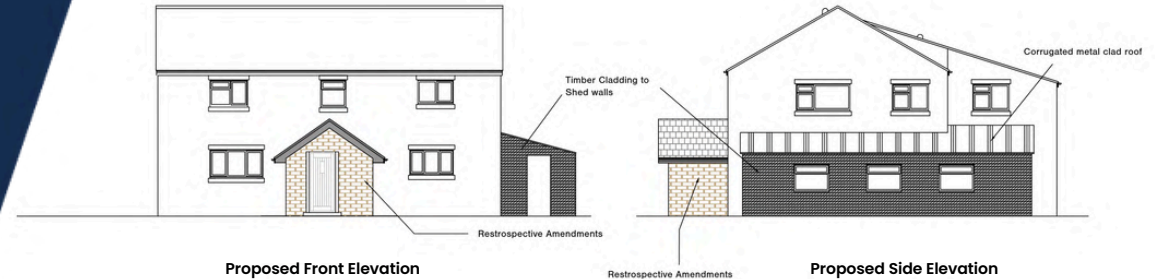 Timber Cladding to
Shed walls
Corrugated metal clad roof
Restrospective Amendments
Restrospective Amendments
Proposed Front Elevation
Proposed Side Elevation